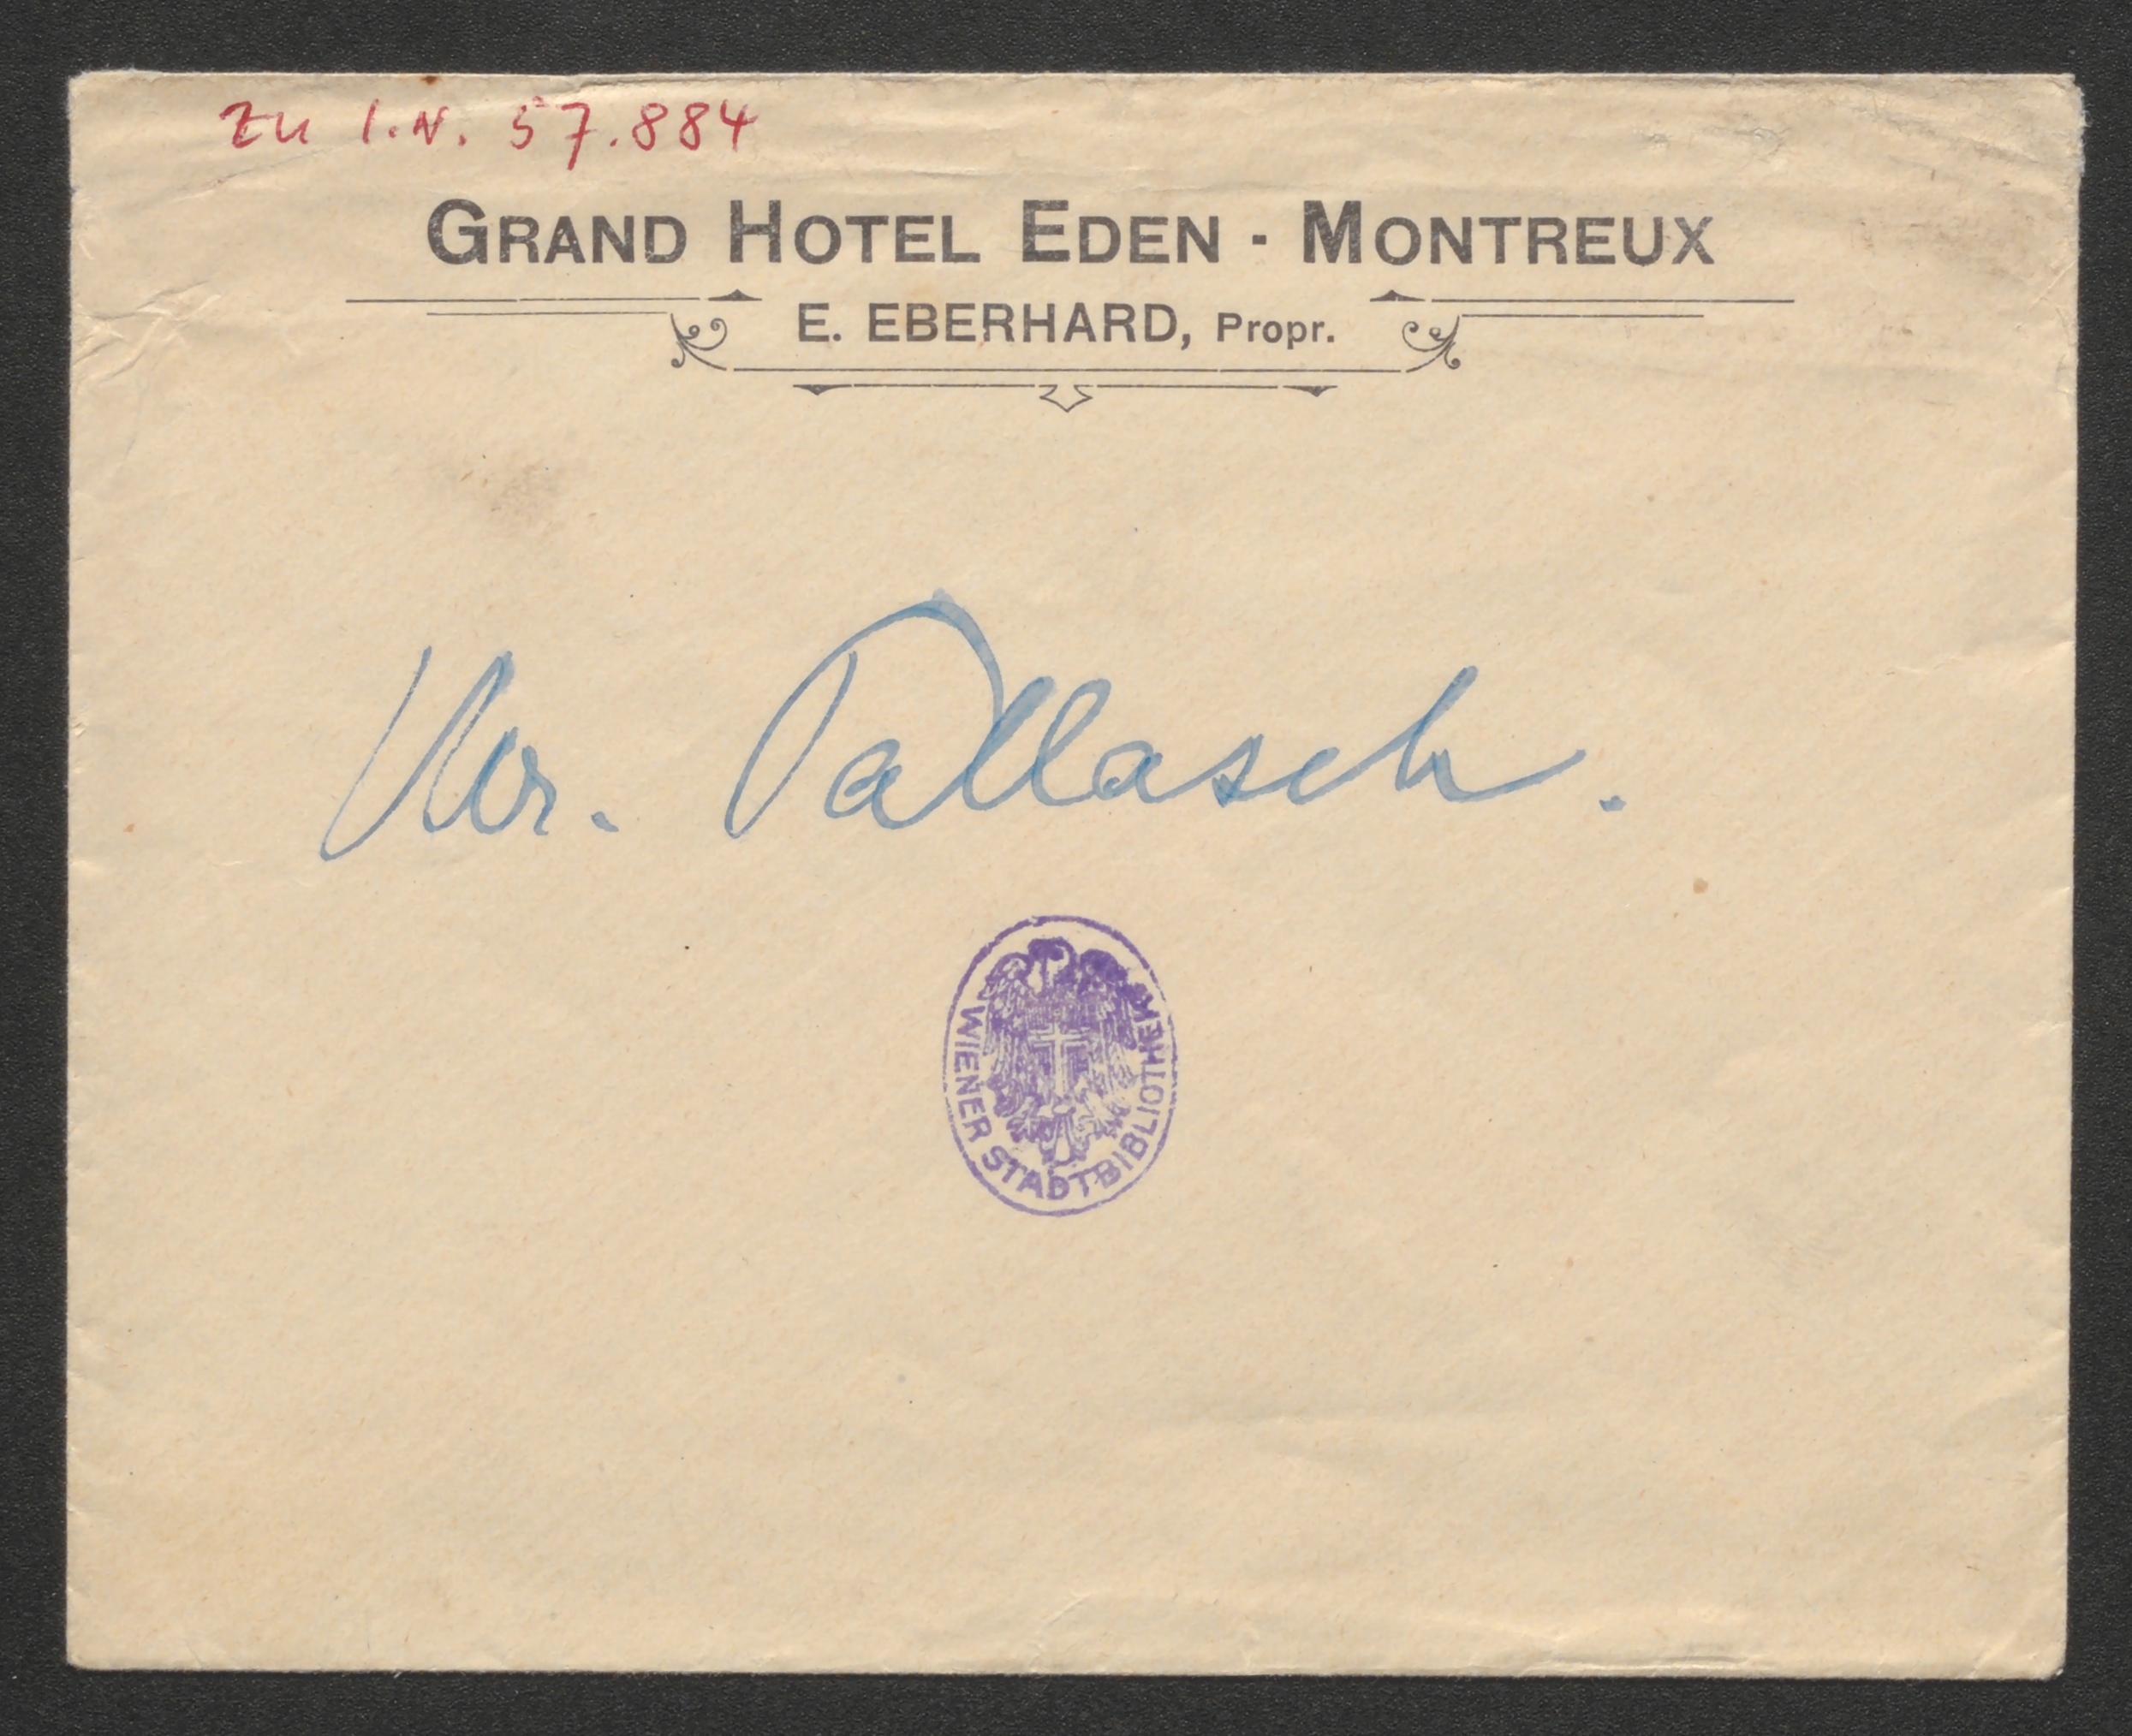 Zu I.N. 57.884
GRAND HOTEL EDEN - MONTREUX
E. EBERHARD, Propr.
Mr. Pallasch.
WIENER STADTBIBLIOTHEK